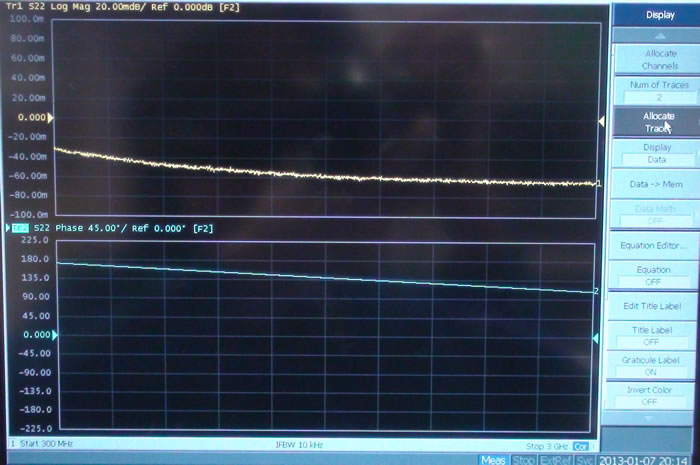 Tr1 S22 Log Mag 20.00mdB/ Ref 0.000dB [F2]
100.0m
80.00m
60.00m
40.00m
20.00m
0.000
-20.00m
-40.00m
-60.00m
-80.00m
-100.0m
1
Tr2 S22 Phase 45.00°/ Ref 0.000° [F2]
225.0
180.0
135.0
90.00
45.00
0.000
-45.00
-90.00
-135.0
-180.0
-225.0
2
1 Start 300 MHz
IFBW 10 kHz
Stop 3 GHz Cor
Meas Stop ExtRef Svc 2013-01-07 20:14
Display
Allocate
Channels
Num of Traces
2
Allocate
Traces
Display
Data
Data -> Mem
Data Math
OFF
Equation Editor...
Equation
OFF
Edit Title Label
Title Label
OFF
Graticule Label
ON
Invert Color
OFF